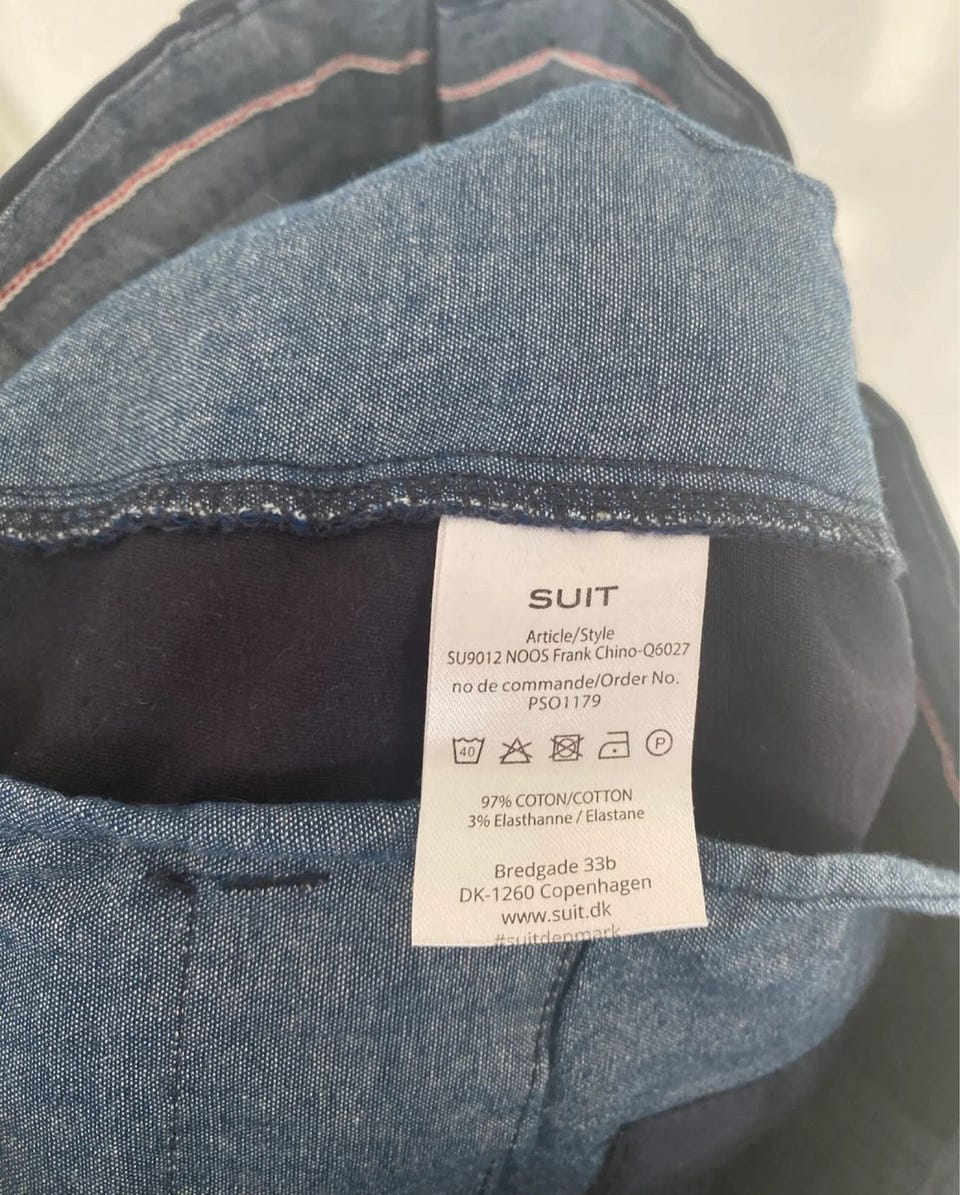 SUIT
Article/Style
SU9012 NOOS Frank Chino-Q6027
no de commande/Order No.
PSO1179
40
P
97% COTON/COTTON
3% Elasthanne / Elastane
Bredgade 33b
DK-1260 Copenhagen
www.suit.dk
#suitdenmark